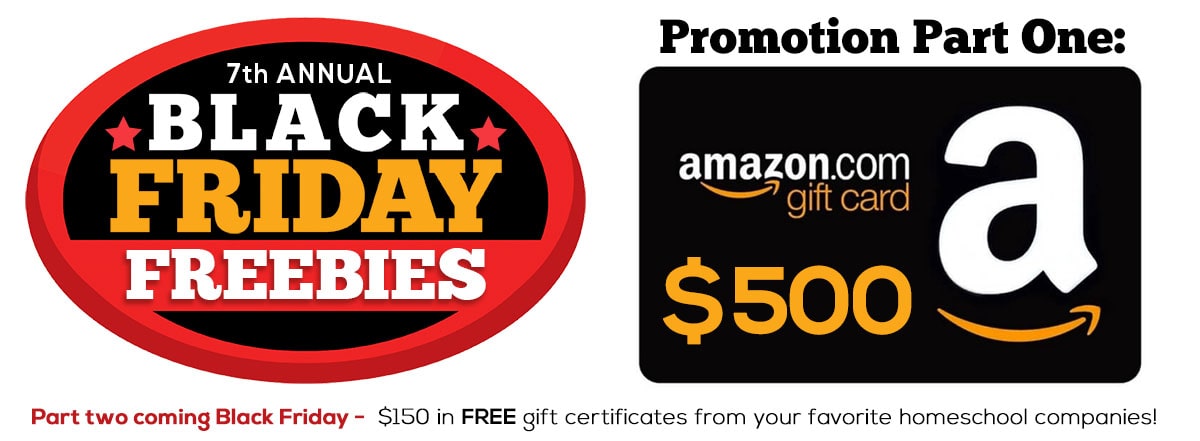 7th ANNUAL
BLACK
FRIDAY
FREEBIES
Promotion Part One:
amazon.com
gift card
$500
a
Part two coming Black Friday - $150 in FREE gift certificates from your favorite homeschool companies!